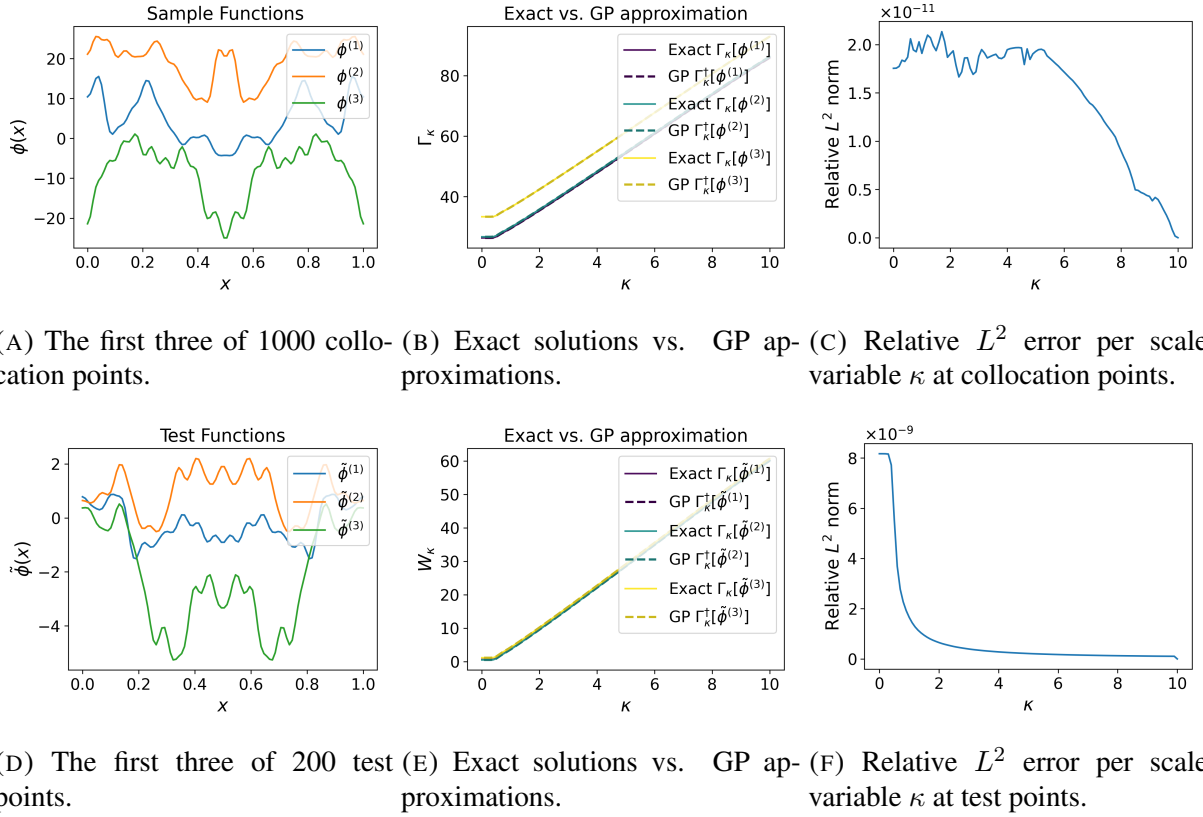 Sample Functions
Exact vs. GP approximation
×10⁻¹¹
ϕ(x)
20
10
0
−10
−20
0.0 0.2 0.4 0.6 0.8 1.0
x
ϕ⁽¹⁾
ϕ⁽²⁾
ϕ⁽³⁾
Γ_κ
80
60
40
0 2 4 6 8 10
κ
Exact Γ_κ[ϕ⁽¹⁾]
GP Γ_κ^†[ϕ⁽¹⁾]
Exact Γ_κ[ϕ⁽²⁾]
GP Γ_κ^†[ϕ⁽²⁾]
Exact Γ_κ[ϕ⁽³⁾]
GP Γ_κ^†[ϕ⁽³⁾]
Relative L² norm
2.0
1.5
1.0
0.5
0.0
0 2 4 6 8 10
κ
(A) The first three of 1000 collo-
cation points.
(B) Exact solutions vs. GP ap-
proximations.
(C) Relative L² error per scale
variable κ at collocation points.
Test Functions
Exact vs. GP approximation
×10⁻⁹
ϕ̃(x)
2
0
−2
−4
0.0 0.2 0.4 0.6 0.8 1.0
x
ϕ̃⁽¹⁾
ϕ̃⁽²⁾
ϕ̃⁽³⁾
W_κ
60
50
40
30
20
10
0
0 2 4 6 8 10
κ
Exact Γ_κ[ϕ̃⁽¹⁾]
GP Γ_κ^†[ϕ̃⁽¹⁾]
Exact Γ_κ[ϕ̃⁽²⁾]
GP Γ_κ^†[ϕ̃⁽²⁾]
Exact Γ_κ[ϕ̃⁽³⁾]
GP Γ_κ^†[ϕ̃⁽³⁾]
Relative L² norm
8
6
4
2
0
0 2 4 6 8 10
κ
(D) The first three of 200 test
points.
(E) Exact solutions vs. GP ap-
proximations.
(F) Relative L² error per scale
variable κ at test points.